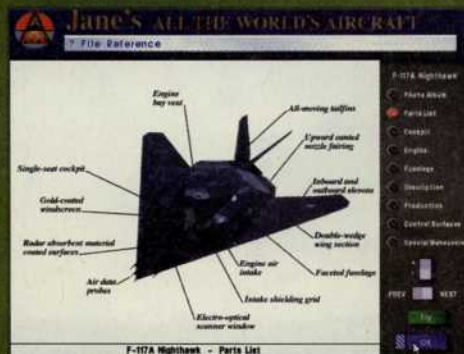 Jane's ALL THE WORLD'S AIRCRAFT
? File Reference
Engine
bay vent
All-moving tailfins
Upward canted
nozzle fairing
Single-seat cockpit
Inboard and
outboard elevons
Gold-coated
windscreen
Double-wedge
wing section
Radar absorbent material
coated surfaces
Engine air
intake
Faceted fuselage
Air data
probes
Intake shielding grid
Electro-optical
scanner window
F-117A Nighthawk - Parts List
F-117A Nighthawk
Photo Album
Parts List
Cockpit
Engine
Fuselage
Description
Production
Control Surfaces
Special Maneuvers
PREV
NEXT
Fly
OK